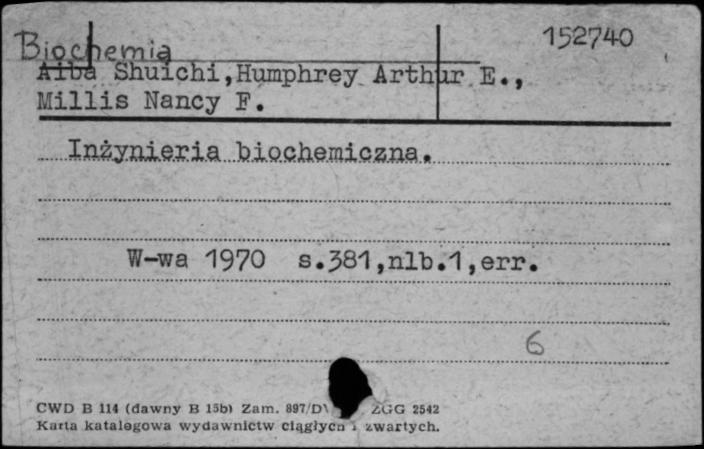 Biochemia 152740
Aiba Shuichi,Humphrey Arthur E.,
Millis Nancy F.
Inżynieria biochemiczna.
W-wa 1970 s.381,nlb.1,err.
6
CWD B 114 (dawny B 15b) Zam. 897/D ZGG 2542
Karta katalogowa wydawnictw ciągłych i zwartych.